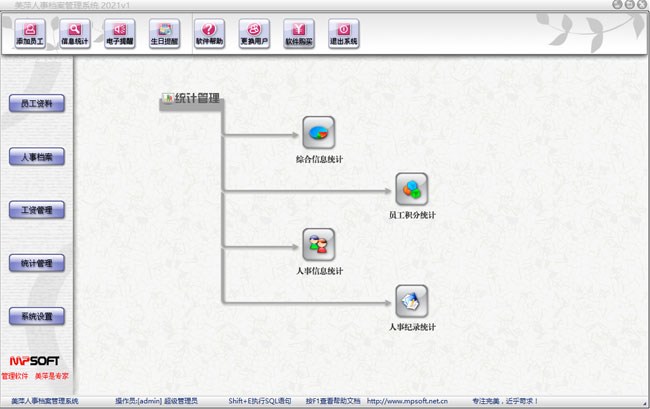 美萍人事档案管理系统 2021v1
添加员工 信息统计 电子提醒 生日提醒 软件帮助 更换用户 软件购买 退出系统
员工资料
人事档案
工资管理
统计管理
系统设置
统计管理
综合信息统计
员工积分统计
人事信息统计
人事纪录统计
MPSOFT
管理软件 美萍是专家
美萍人事档案管理系统 操作员:[admin] 超级管理员 Shift+E执行SQL语句 按F1查看帮助文档 http://www.mpsoft.net.cn 专注完美，近乎苛求！